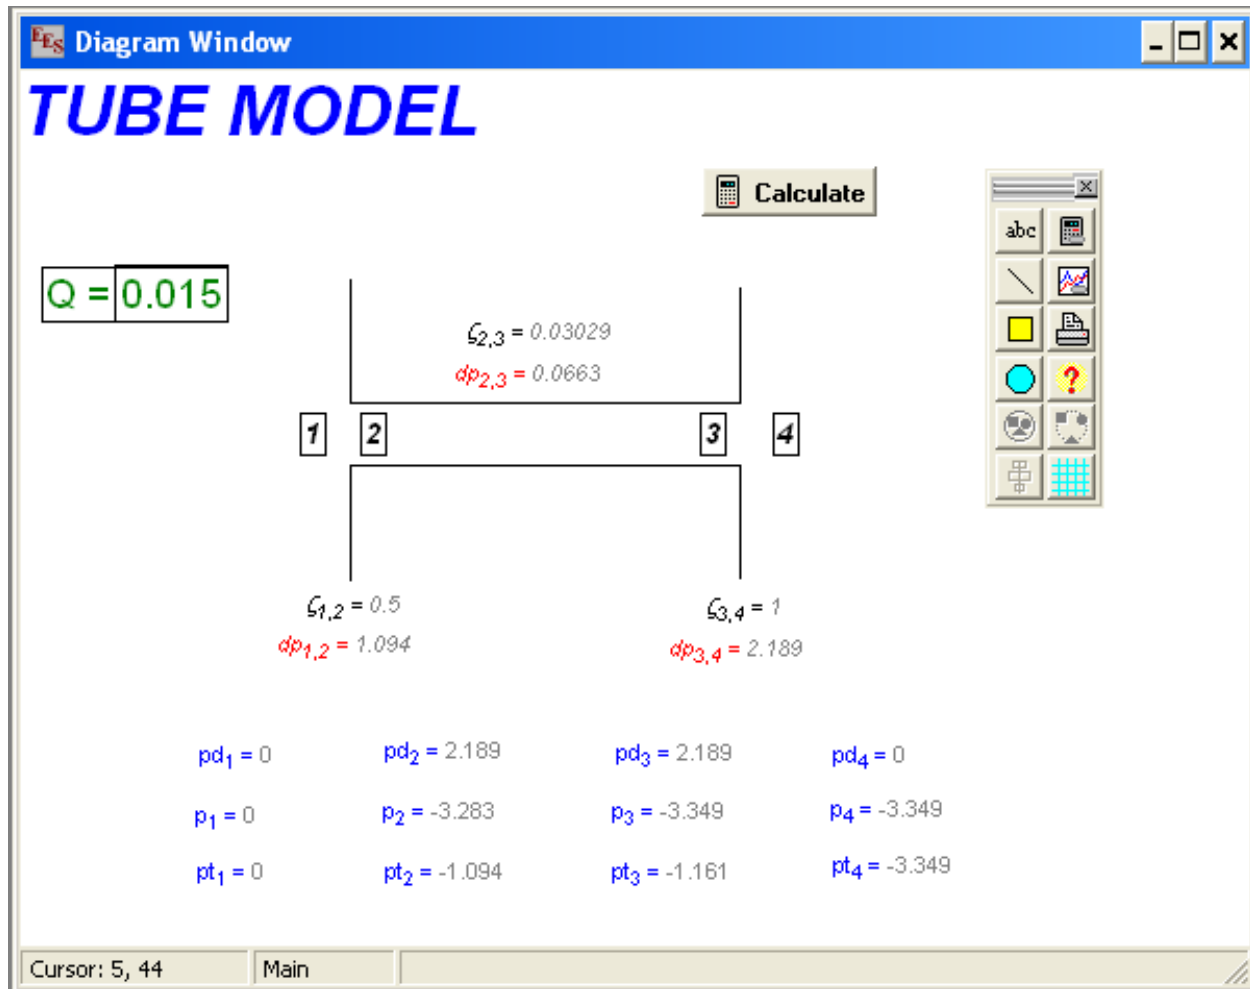 EES Diagram Window
TUBE MODEL
Calculate
abc
Q = 0.015
ζ2,3 = 0.03029
dp2,3 = 0.0663
?
1 2 3 4
ζ1,2 = 0.5 ζ3,4 = 1
dp1,2 = 1.094 dp3,4 = 2.189
pd1 = 0 pd2 = 2.189 pd3 = 2.189 pd4 = 0
p1 = 0 p2 = -3.283 p3 = -3.349 p4 = -3.349
pt1 = 0 pt2 = -1.094 pt3 = -1.161 pt4 = -3.349
Cursor: 5, 44 Main